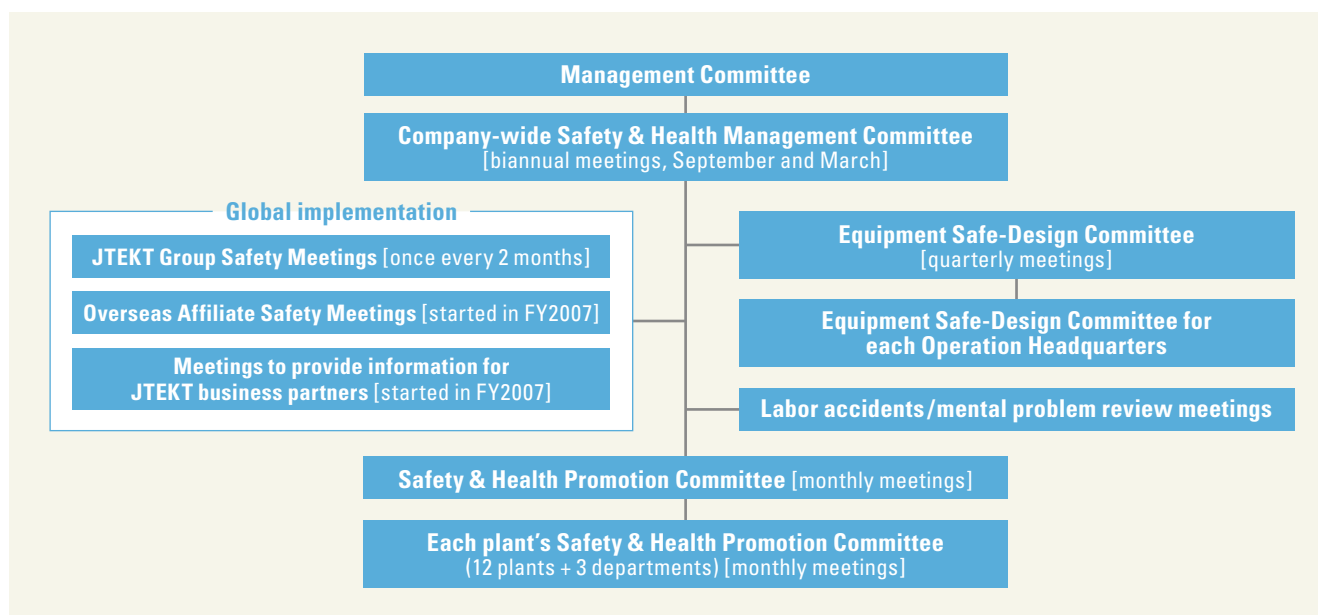 Management Committee
Company-wide Safety & Health Management Committee
[biannual meetings, September and March]
Global implementation
JTEKT Group Safety Meetings [once every 2 months]
Overseas Affiliate Safety Meetings [started in FY2007]
Meetings to provide information for
JTEKT business partners [started in FY2007]
Equipment Safe-Design Committee
[quarterly meetings]
Equipment Safe-Design Committee for
each Operation Headquarters
Labor accidents/mental problem review meetings
Safety & Health Promotion Committee [monthly meetings]
Each plant’s Safety & Health Promotion Committee
(12 plants + 3 departments) [monthly meetings]